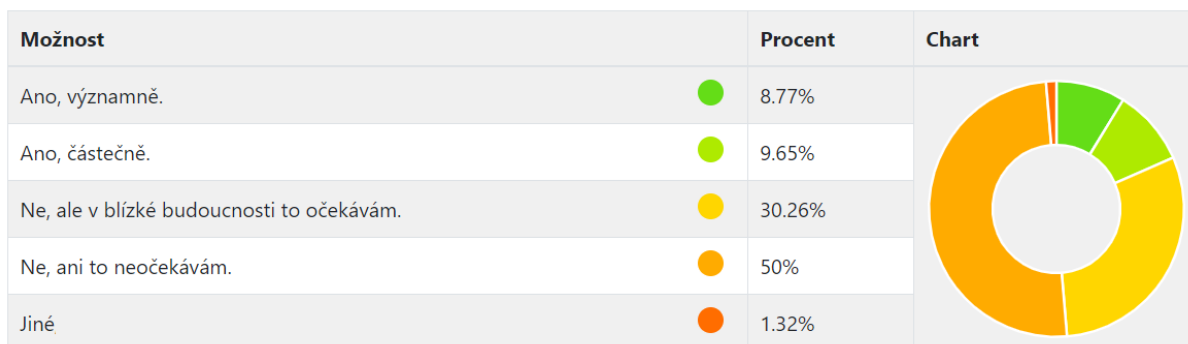 Možnost Procent Chart
Ano, významně. 8.77%
Ano, částečně. 9.65%
Ne, ale v blízké budoucnosti to očekávám. 30.26%
Ne, ani to neočekávám. 50%
Jiné 1.32%